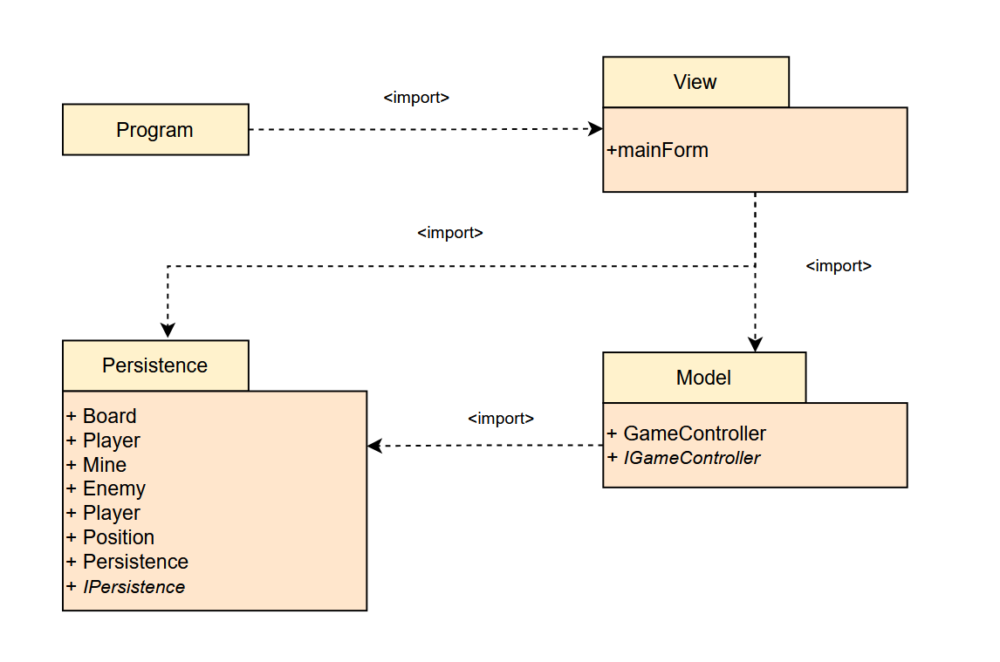 View
<import>
Program
+mainForm
<import>
<import>
Persistence
Model
+ Board
+ Player
+ Mine
+ Enemy
+ Player
+ Position
+ Persistence
+ IPersistence
<import>
+ GameController
+ IGameController